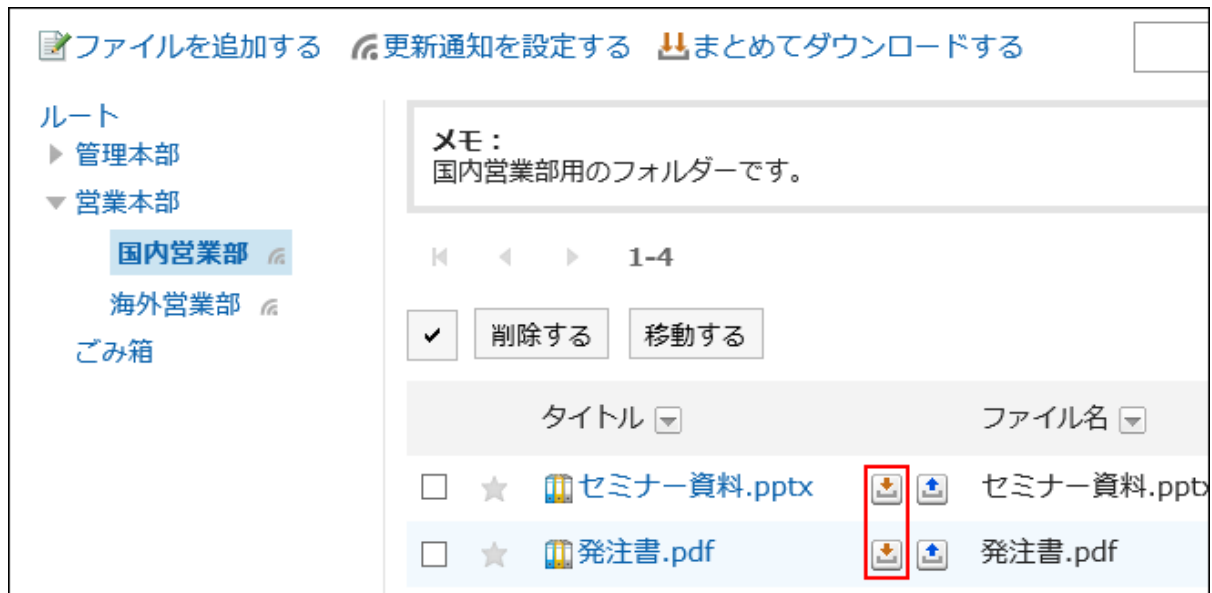 ファイルを追加する 更新通知を設定する まとめてダウンロードする
ルート
管理本部
営業本部
国内営業部
海外営業部
ごみ箱
メモ：
国内営業部用のフォルダーです。
1-4
削除する 移動する
タイトル ファイル名
セミナー資料.pptx セミナー資料.pptx
発注書.pdf 発注書.pdf